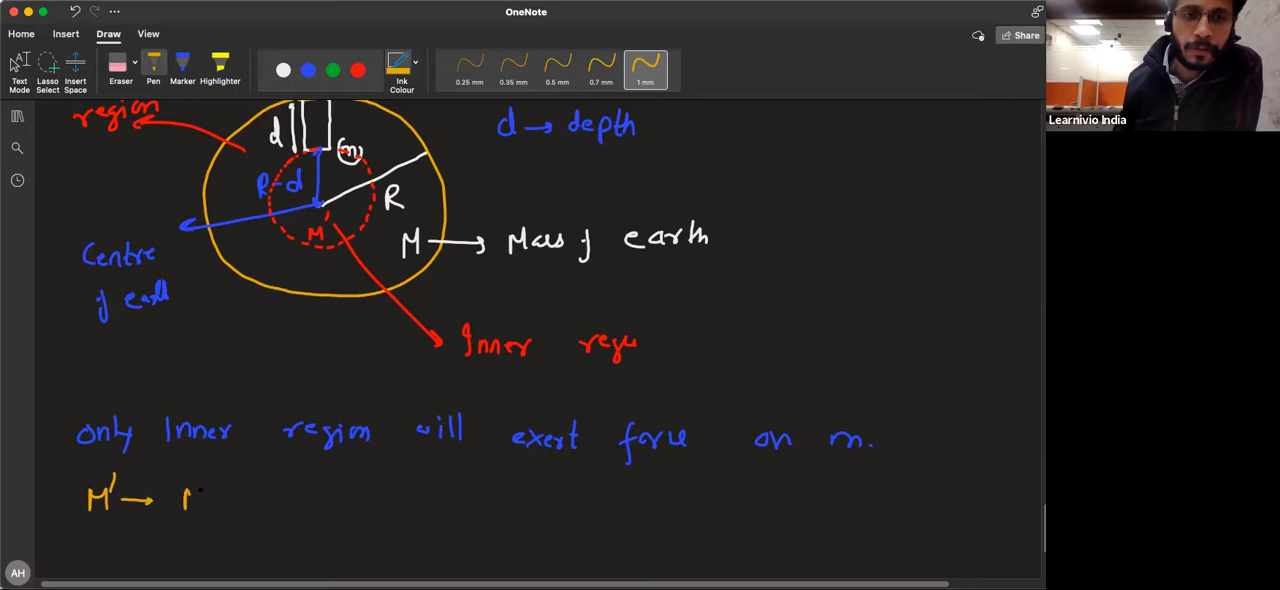 OneNote
Home Insert Draw View
Share
Text Mode
Lasso Select
Insert Space
Eraser
Pen
Marker
Highlighter
Ink Colour
0.25 mm
0.35 mm
0.5 mm
0.7 mm
1 mm
Learnivio India
region
d
m
d → depth
R-d
R
M'
M → Mass of earth
Centre
of earth
Inner
only Inner region will exert force on m.
M' →
AH